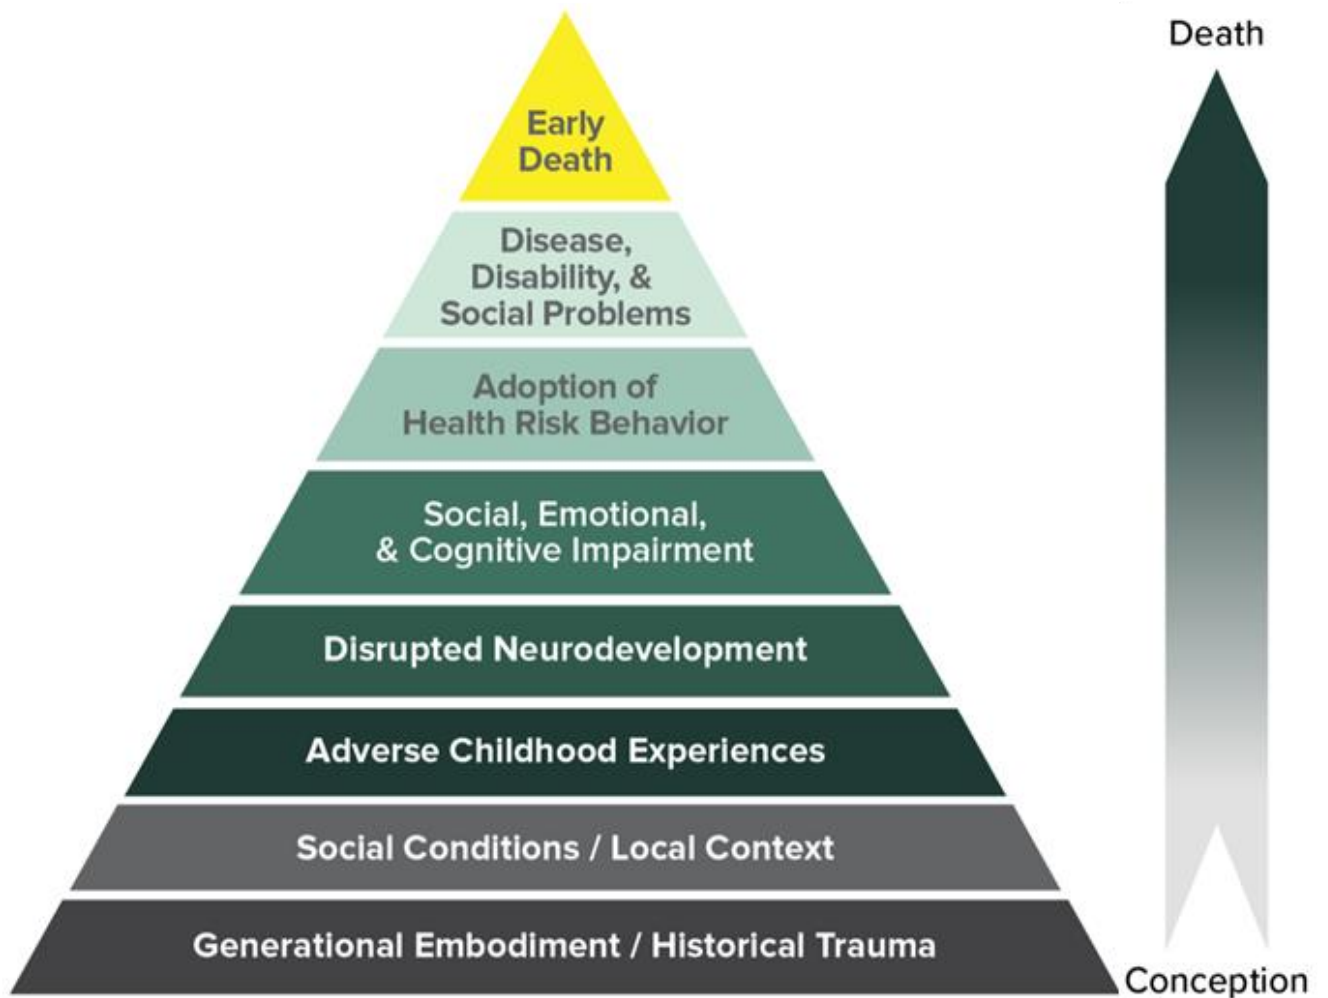 Death
Early
Death
Disease,
Disability, &
Social Problems
Adoption of
Health Risk Behavior
Social, Emotional,
& Cognitive Impairment
Disrupted Neurodevelopment
Adverse Childhood Experiences
Social Conditions / Local Context
Generational Embodiment / Historical Trauma
Conception